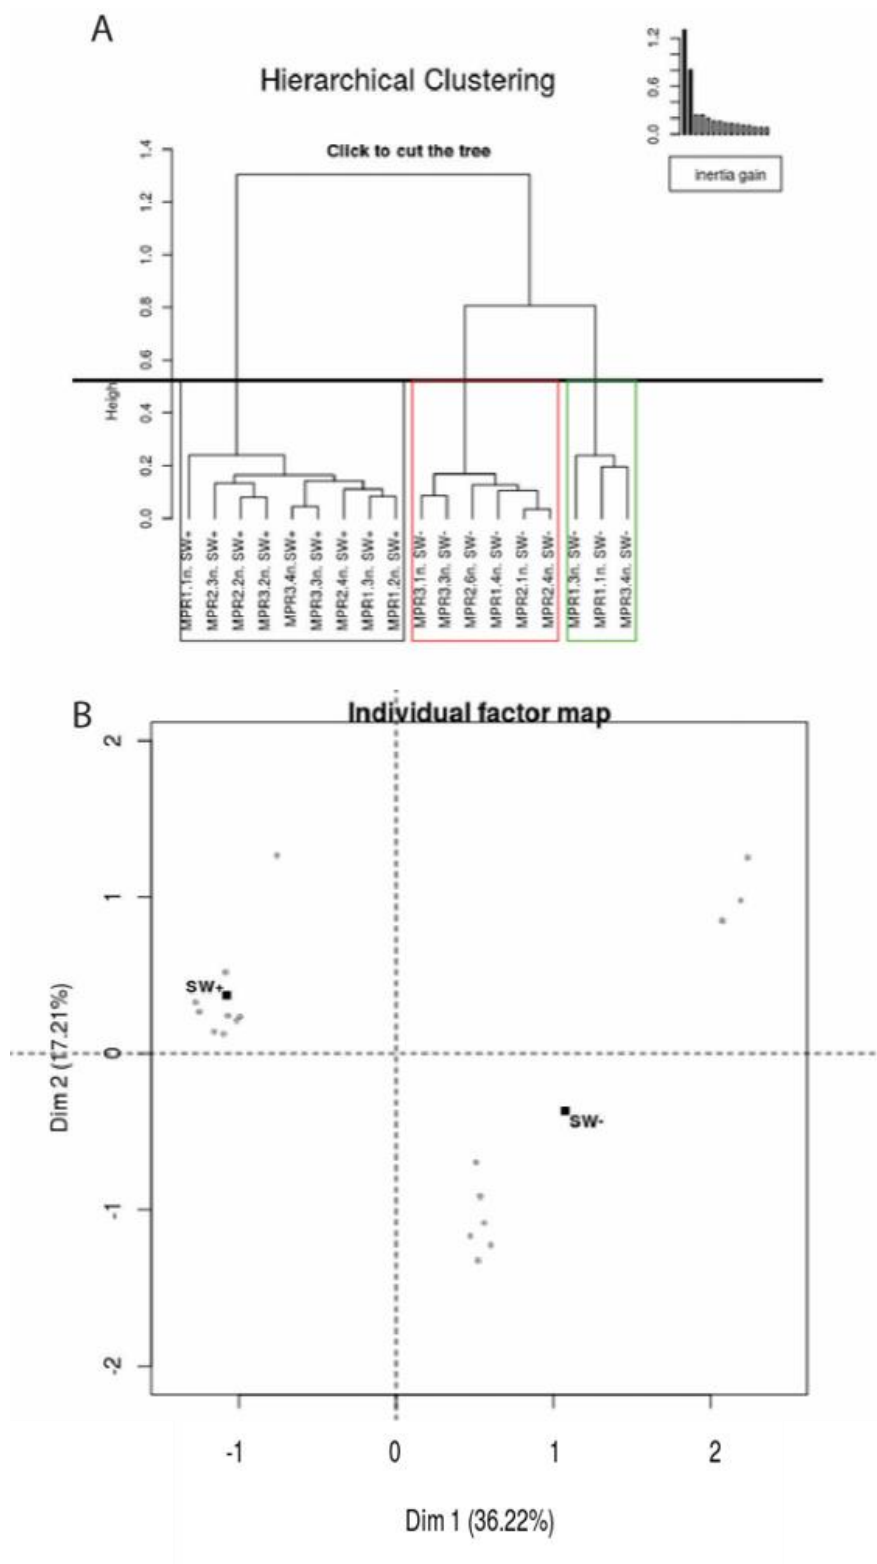 A
Hierarchical Clustering
1.2
0.6
0.0
inertia gain
Click to cut the tree
1.4
1.2
1.0
0.8
0.6
0.4
0.2
0.0
Heigh
MPR1.1n. SW+
MPR2.3n. SW+
MPR2.2n. SW+
MPR3.2n. SW+
MPR3.4n. SW+
MPR3.3n. SW+
MPR2.4n. SW+
MPR1.3n. SW+
MPR1.2n. SW+
MPR3.1n. SW-
MPR3.3n. SW-
MPR2.6n. SW-
MPR1.4n. SW-
MPR2.1n. SW-
MPR2.4n. SW-
MPR1.3n. SW-
MPR1.1n. SW-
MPR3.4n. SW-
B
Individual factor map
2
1
0
-1
-2
Dim 2 (17.21%)
SW+
SW-
-1 0 1 2
Dim 1 (36.22%)